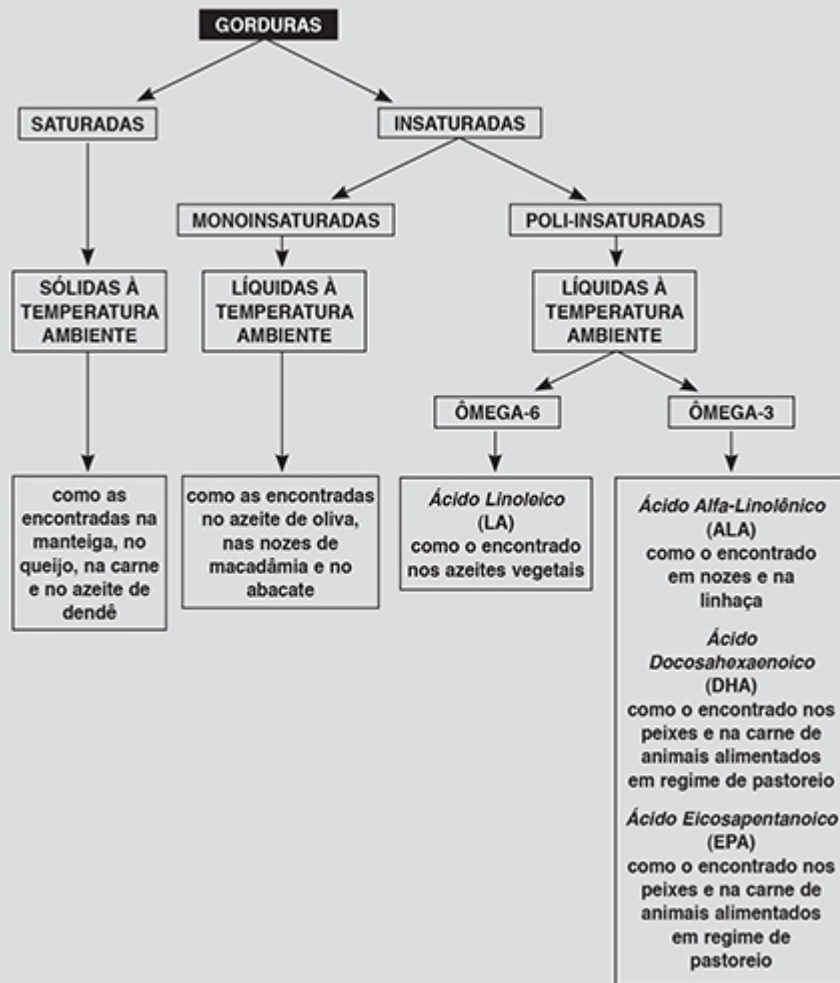 GORDURAS
SATURADAS
INSATURADAS
MONOINSATURADAS
POLI-INSATURADAS
SÓLIDAS À
TEMPERATURA
AMBIENTE
LÍQUIDAS À
TEMPERATURA
AMBIENTE
LÍQUIDAS À
TEMPERATURA
AMBIENTE
ÔMEGA-6
ÔMEGA-3
como as
encontradas na
manteiga, no
queijo, na carne
e no azeite de
dendê
como as encontradas
no azeite de oliva,
nas nozes de
macadâmia e no
abacate
Ácido Linoleico
(LA)
como o encontrado
nos azeites vegetais
Ácido Alfa-Linolênico
(ALA)
como o encontrado
em nozes e na
linhaça
Ácido
Docosahexaenoico
(DHA)
como o encontrado nos
peixes e na carne de
animais alimentados
em regime de pastoreio
Ácido Eicosapentanoico
(EPA)
como o encontrado nos
peixes e na carne de
animais alimentados
em regime de
pastoreio